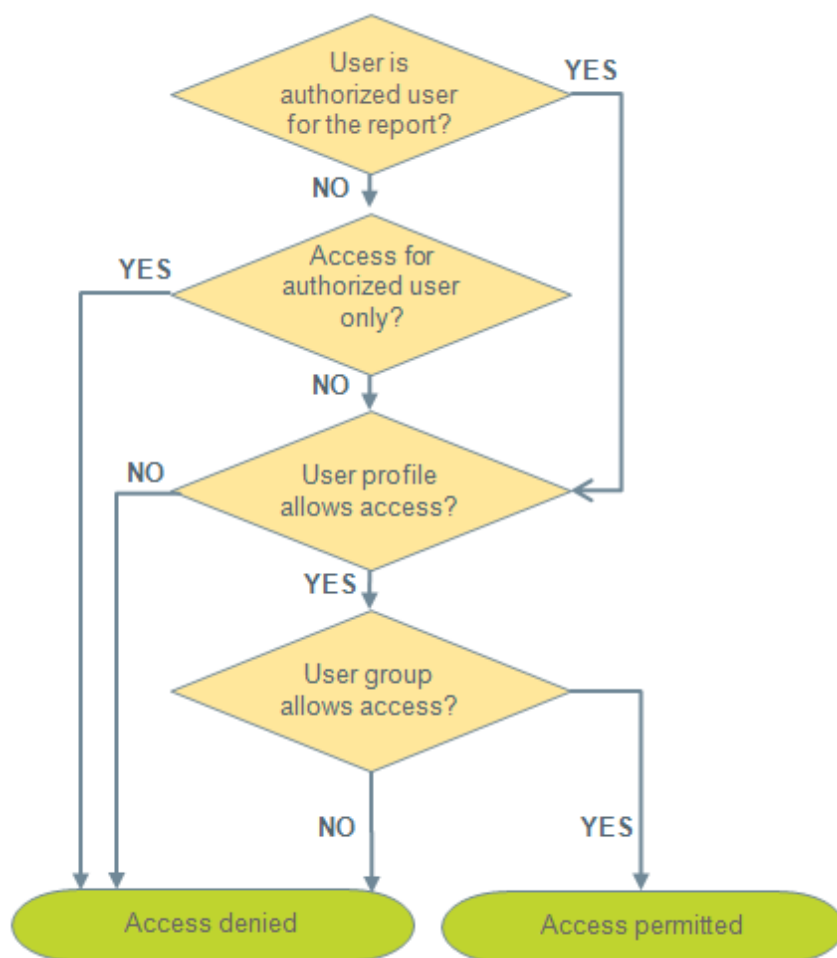 User is
authorized user
for the report?
YES
NO
Access for
authorized user
only?
YES
NO
User profile
allows access?
NO
YES
User group
allows access?
NO
YES
Access denied
Access permitted